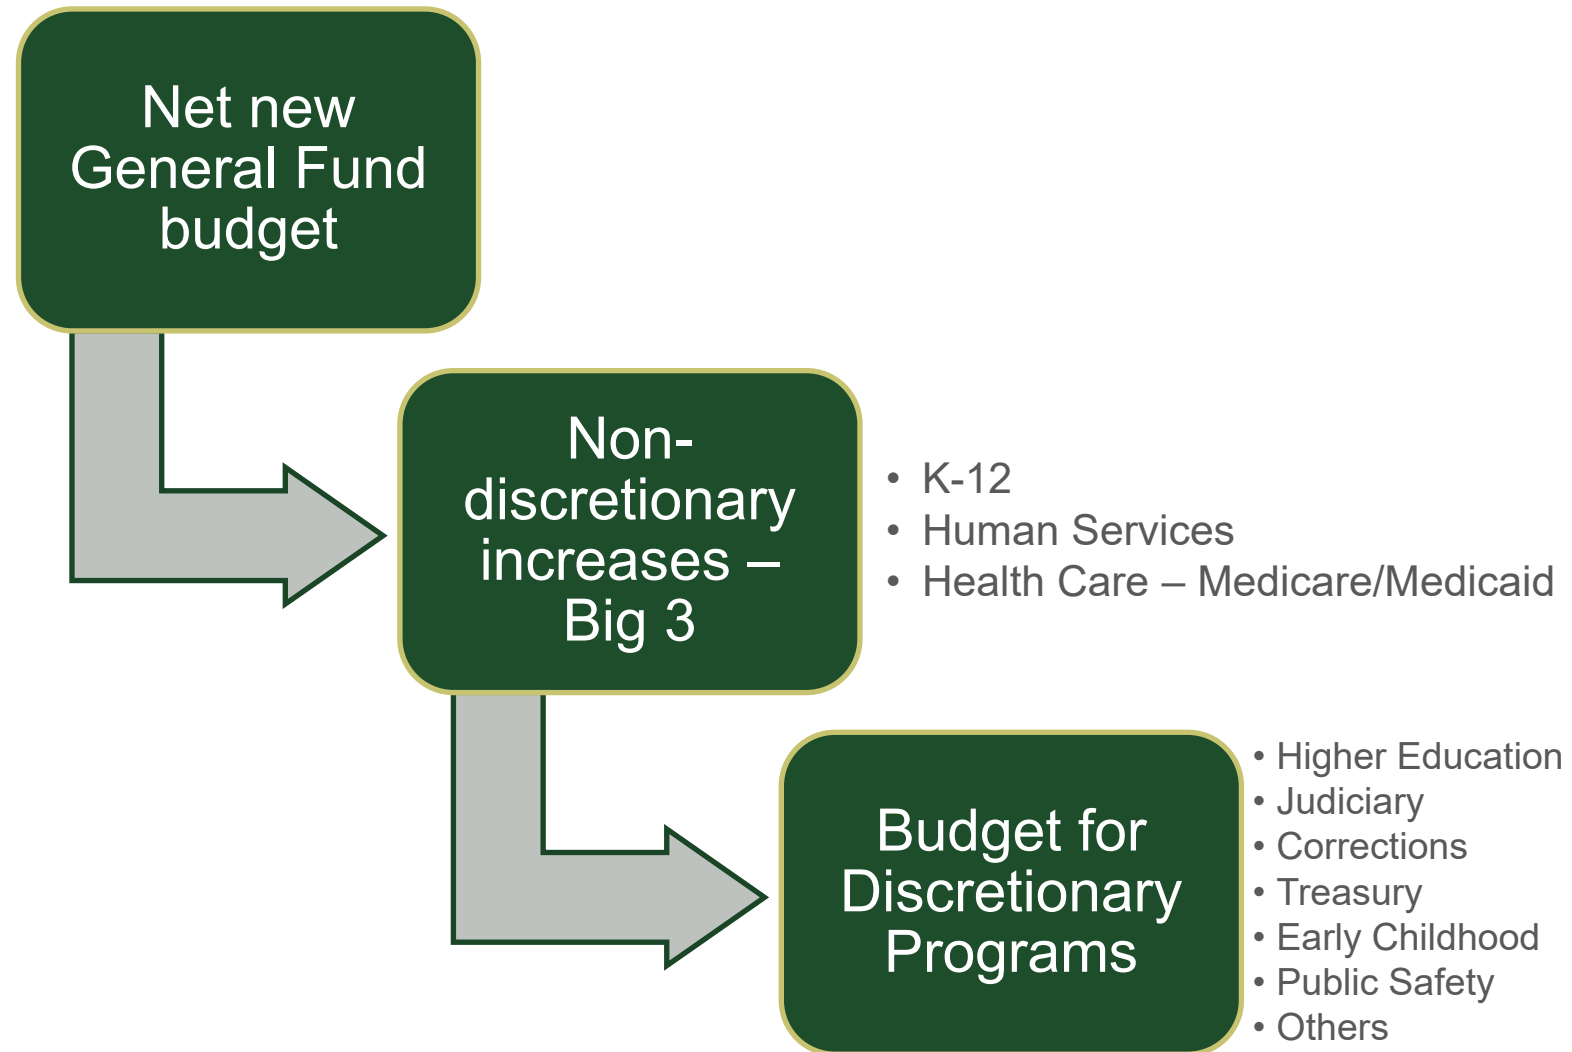 Net new
General Fund
budget
Non-
discretionary
increases –
Big 3
• K-12
• Human Services
• Health Care – Medicare/Medicaid
Budget for
Discretionary
Programs
• Higher Education
• Judiciary
• Corrections
• Treasury
• Early Childhood
• Public Safety
• Others